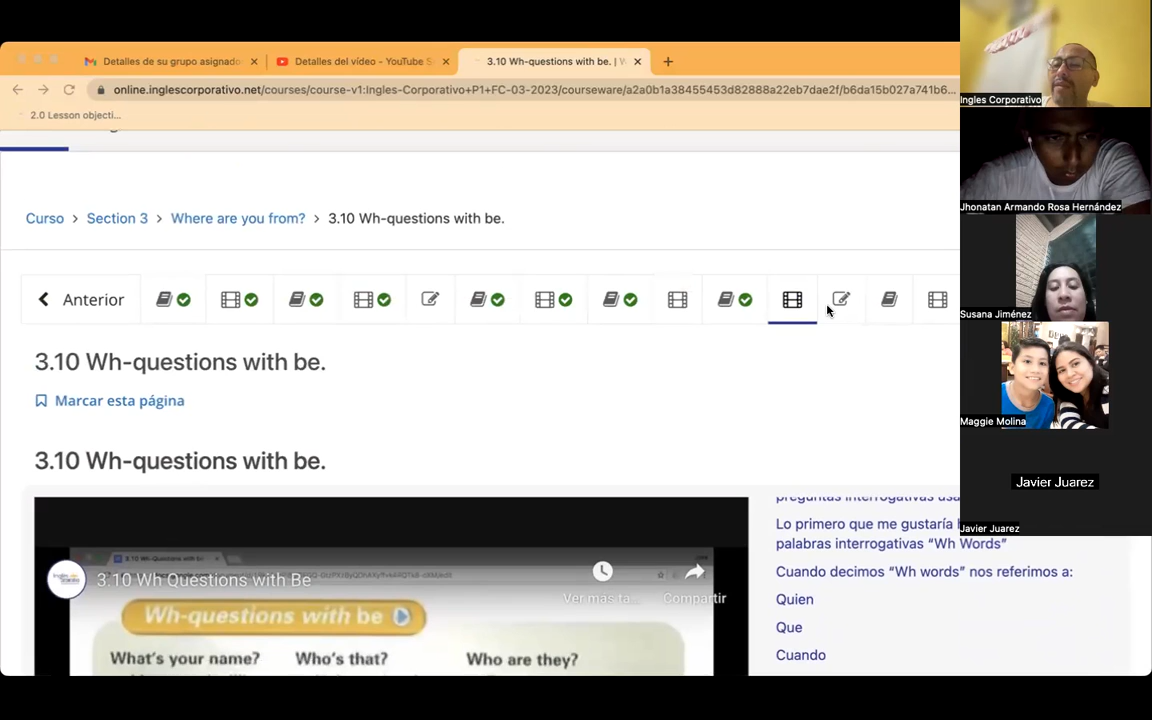 Detalles de su grupo asignado
Detalles del vídeo - YouTube S
3.10 Wh-questions with be. | W
online.inglescorporativo.net/courses/course-v1:Ingles-Corporativo+P1+FC-03-2023/courseware/a2a0b1a38455453d82888a22eb7dae2f/b6da15b027a741b6...
2.0 Lesson objecti...
Curso > Section 3 > Where are you from? > 3.10 Wh-questions with be.
Anterior
3.10 Wh-questions with be.
Marcar esta página
3.10 Wh-questions with be.
3:10 Wh Questions with Be
Ver más ta...
Compartir
Wh-questions with be
What's your name? Who's that? Who are they?
preguntas interrogativas
Lo primero que me gustaría
palabras interrogativas “Wh Words”
Cuando decimos “Wh words” nos referimos a:
Quien
Que
Cuando
Ingles Corporativo
Jhonatan Armando Rosa Hernández
Susana Jiménez
Maggie Molina
Javier Juarez
Javier Juarez